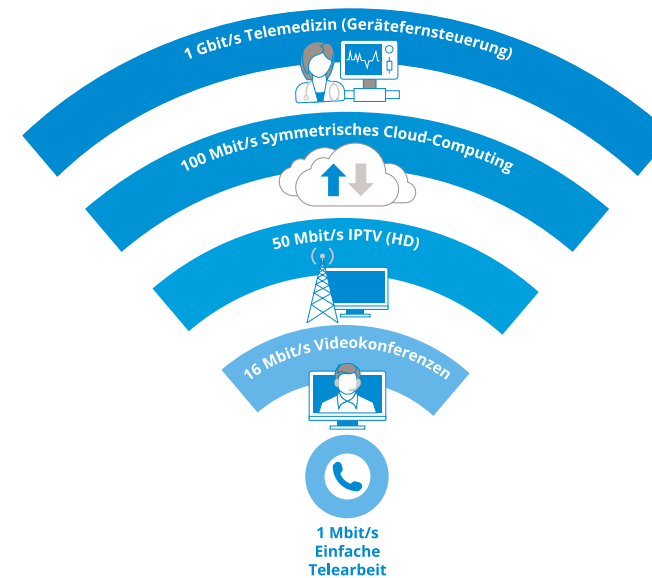 1 Gbit/s Telemedizin (Gerätefernsteuerung)
100 Mbit/s Symmetrisches Cloud-Computing
50 Mbit/s IPTV (HD)
16 Mbit/s Videokonferenzen
1 Mbit/s
Einfache
Telearbeit